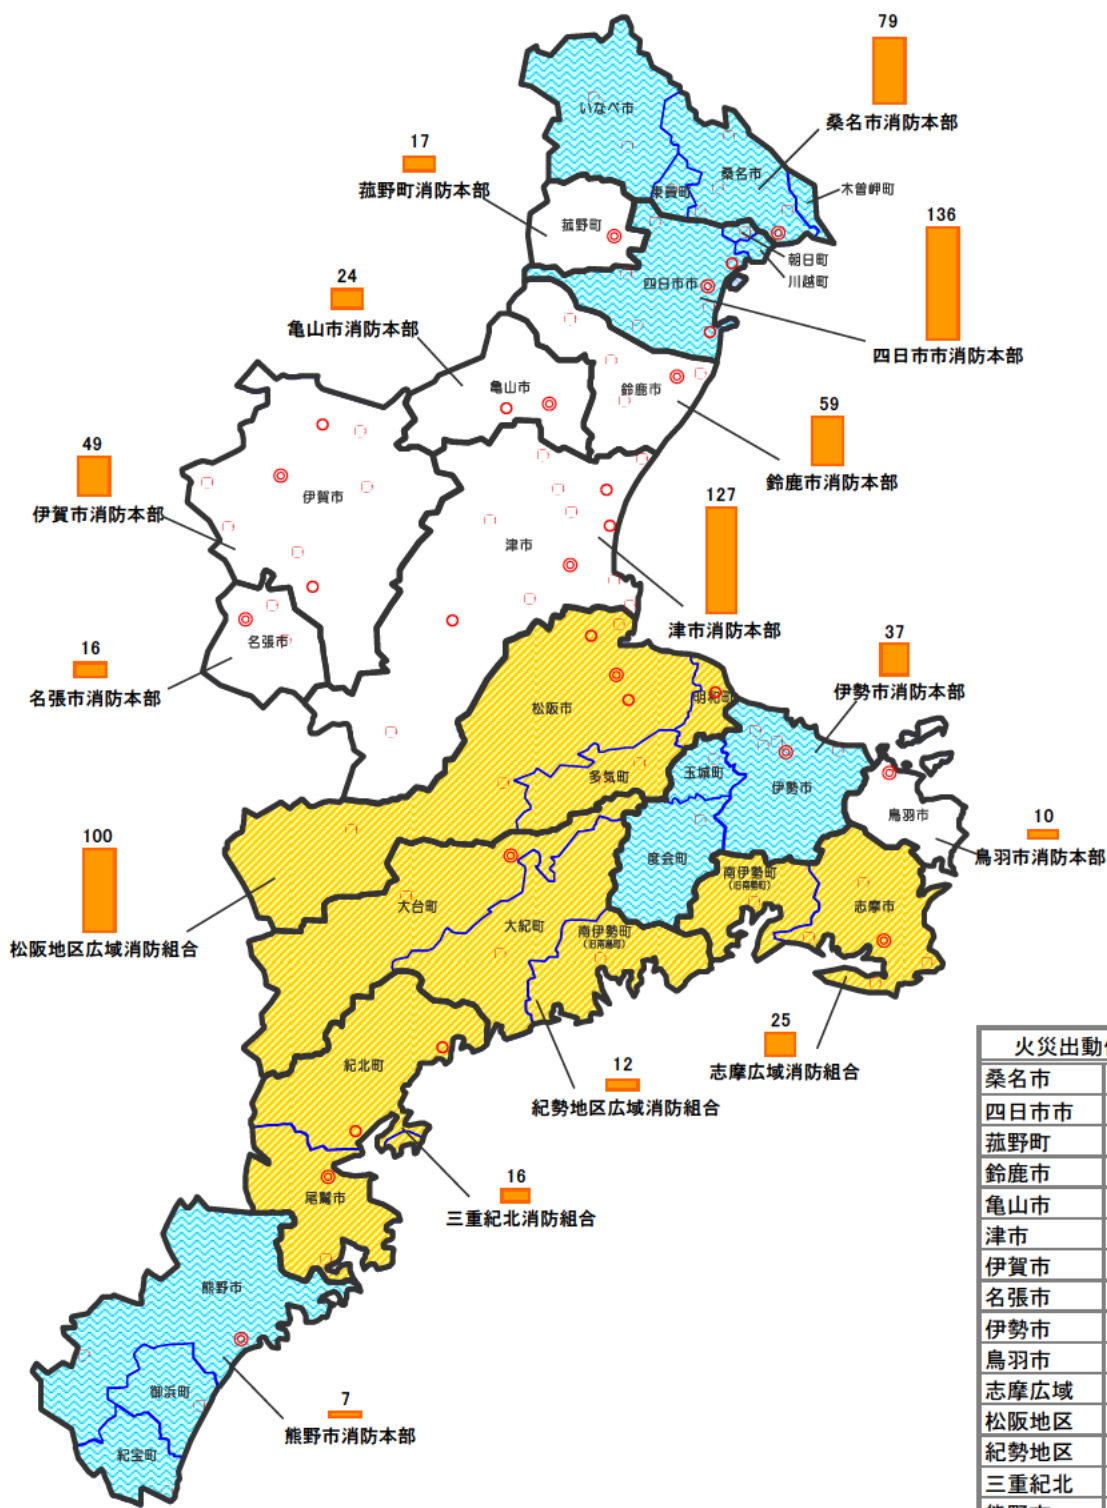 79
桑名市消防本部
いなべ市
17
菰野町消防本部
桑名市
東員町
木曽岬町
136
菰野町
朝日町
川越町
四日市市
24
亀山市消防本部
四日市市消防本部
亀山市
鈴鹿市
59
鈴鹿市消防本部
49
伊賀市消防本部
伊賀市
127
津市
津市消防本部
16
名張市消防本部
名張市
37
伊勢市消防本部
松阪市
明和町
多気町
玉城町
伊勢市
鳥羽市
10
鳥羽市消防本部
100
松阪地区広域消防組合
度会町
南伊勢町
(旧南勢町)
志摩市
大台町
大紀町
南伊勢町
(旧南島町)
25
志摩広域消防組合
紀北町
12
紀勢地区広域消防組合
16
三重紀北消防組合
尾鷲市
熊野市
御浜町
紀宝町
7
熊野市消防本部
火災出動
桑名市
四日市市
菰野町
鈴鹿市
亀山市
津市
伊賀市
名張市
伊勢市
鳥羽市
志摩広域
松阪地区
紀勢地区
三重紀北